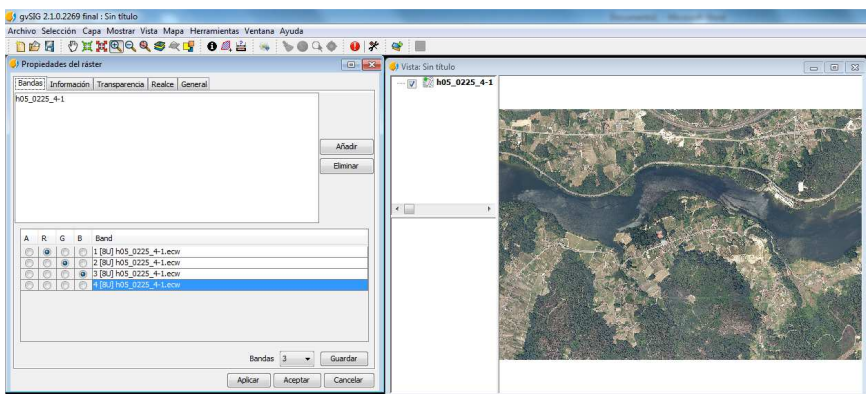 gvSIG 2.1.0.2269 final : Sin título
Archivo Selección Capa Mostrar Vista Mapa Herramientas Ventana Ayuda
Propiedades del ráster
Bandas Información Transparencia Realce General
h05_0225_4-1
Añadir
Eliminar
A R G B Band
1 [8U] h05_0225_4-1.ecw
2 [8U] h05_0225_4-1.ecw
3 [8U] h05_0225_4-1.ecw
4 [8U] h05_0225_4-1.ecw
Bandas 3 Guardar
Aplicar Aceptar Cancelar
Vista: Sin título
h05_0225_4-1